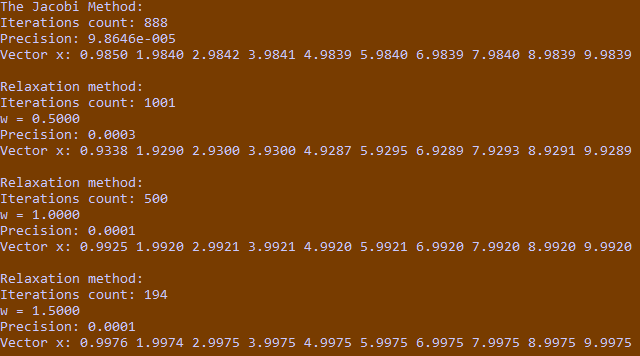 The Jacobi Method:
Iterations count: 888
Precision: 9.8646e-005
Vector x: 0.9850 1.9840 2.9842 3.9841 4.9839 5.9840 6.9839 7.9840 8.9839 9.9839
Relaxation method:
Iterations count: 1001
w = 0.5000
Precision: 0.0003
Vector x: 0.9338 1.9290 2.9300 3.9300 4.9287 5.9295 6.9289 7.9293 8.9291 9.9289
Relaxation method:
Iterations count: 500
w = 1.0000
Precision: 0.0001
Vector x: 0.9925 1.9920 2.9921 3.9921 4.9920 5.9921 6.9920 7.9920 8.9920 9.9920
Relaxation method:
Iterations count: 194
w = 1.5000
Precision: 0.0001
Vector x: 0.9976 1.9974 2.9975 3.9975 4.9975 5.9975 6.9975 7.9975 8.9975 9.9975